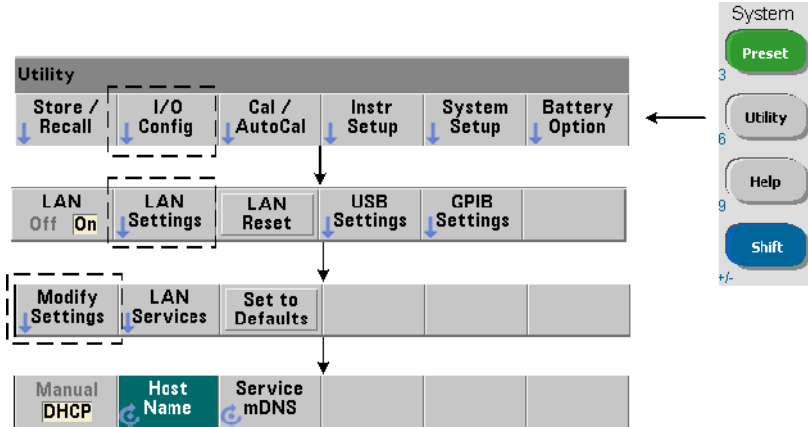 System
Preset
3
Utility
Store / Recall
I/O Config
Cal / AutoCal
Instr Setup
System Setup
Battery Option
Utility
6
LAN Off On
LAN Settings
LAN Reset
USB Settings
GPIB Settings
Help
9
Shift
+/-
Modify Settings
LAN Services
Set to Defaults
Manual DHCP
Host Name
Service mDNS